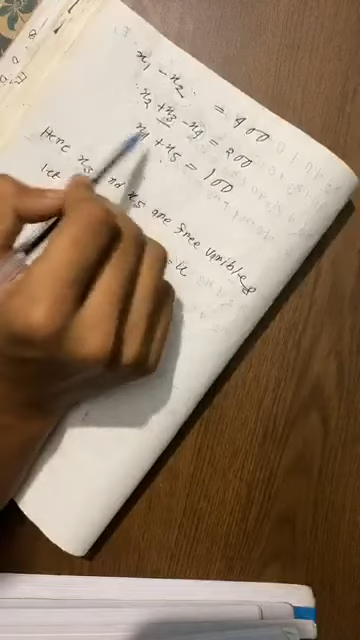 x₁ - x₂ = 400
x₂ + x₃ - x₄ = 200
x₄ + x₅ = 100
Here x₃ and x₅ are free variables
let = u